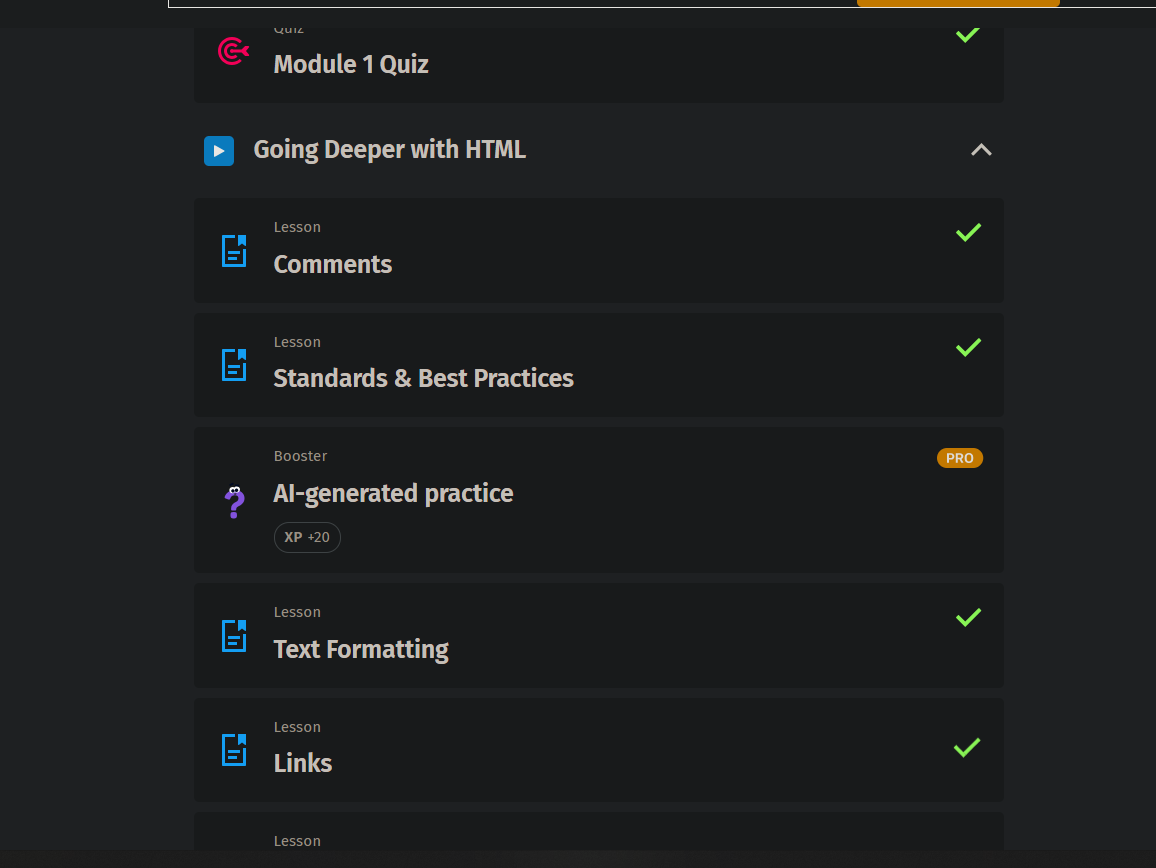 Quiz
Module 1 Quiz
Going Deeper with HTML
Lesson
Comments
Lesson
Standards & Best Practices
Booster
PRO
AI-generated practice
XP +20
Lesson
Text Formatting
Lesson
Links
Lesson